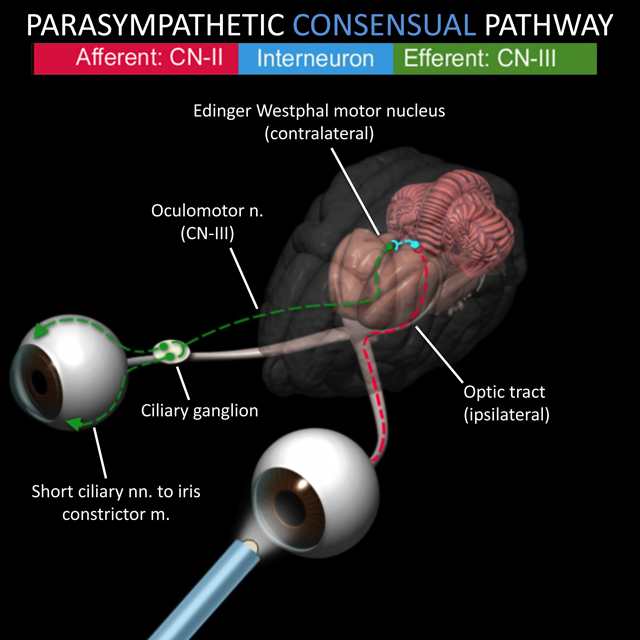 PARASYMPATHETIC CONSENSUAL PATHWAY
Afferent: CN-II Interneuron Efferent: CN-III
Edinger Westphal motor nucleus
(contralateral)
Oculomotor n.
(CN-III)
Optic tract
(ipsilateral)
Ciliary ganglion
Short ciliary nn. to iris
constrictor m.